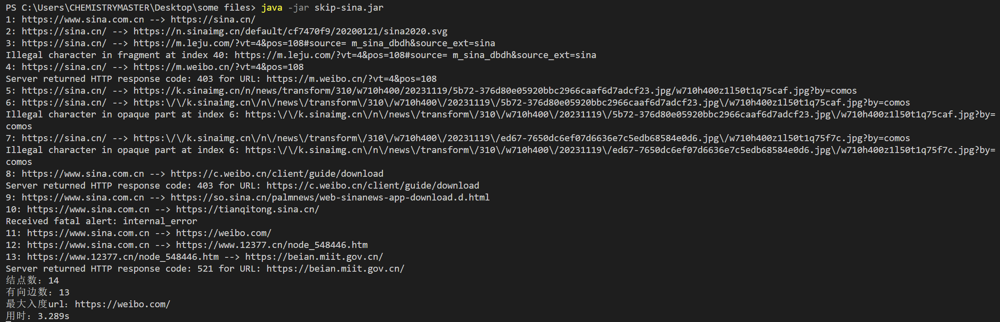 PS C:\Users\CHEMISTRYMASTER\Desktop\some files> java -jar skip-sina.jar
1: https://www.sina.com.cn --> https://sina.cn/
2: https://sina.cn/ --> https://n.sinaimg.cn/default/cf7470f9/20200121/sina2020.svg
3: https://sina.cn/ --> https://m.leju.com/?vt=4&pos=108#source= m_sina_dbdh&source_ext=sina
Illegal character in fragment at index 40: https://m.leju.com/?vt=4&pos=108#source= m_sina_dbdh&source_ext=sina
4: https://sina.cn/ --> https://m.weibo.cn/?vt=4&pos=108
Server returned HTTP response code: 403 for URL: https://m.weibo.cn/?vt=4&pos=108
5: https://sina.cn/ --> https://k.sinaimg.cn/n/news/transform/310/w710h400/20231119/5b72-376d80e05920bbc2966caaf6d7adcf23.jpg/w710h400z1l50t1q75caf.jpg?by=comos
6: https://sina.cn/ --> https:\/\/k.sinaimg.cn\/n\/news\/transform\/310\/w710h400\/20231119\/5b72-376d80e05920bbc2966caaf6d7adcf23.jpg\/w710h400z1l50t1q75caf.jpg?by=comos
Illegal character in opaque part at index 6: https:\/\/k.sinaimg.cn\/n\/news\/transform\/310\/w710h400\/20231119\/5b72-376d80e05920bbc2966caaf6d7adcf23.jpg\/w710h400z1l50t1q75caf.jpg?by=
comos
7: https://sina.cn/ --> https:\/\/k.sinaimg.cn\/n\/news\/transform\/310\/w710h400\/20231119\/ed67-7650dc6ef07d6636e7c5edb68584e0d6.jpg\/w710h400z1l50t1q75f7c.jpg?by=comos
Illegal character in opaque part at index 6: https:\/\/k.sinaimg.cn\/n\/news\/transform\/310\/w710h400\/20231119\/ed67-7650dc6ef07d6636e7c5edb68584e0d6.jpg\/w710h400z1l50t1q75f7c.jpg?by=
comos
8: https://www.sina.com.cn --> https://c.weibo.cn/client/guide/download
Server returned HTTP response code: 403 for URL: https://c.weibo.cn/client/guide/download
9: https://www.sina.com.cn --> https://so.sina.cn/palmnews/web-sinanews-app-download.d.html
10: https://www.sina.com.cn --> https://tianqitong.sina.cn/
Received fatal alert: internal_error
11: https://www.sina.com.cn --> https://weibo.com/
12: https://www.sina.com.cn --> https://www.12377.cn/node_548446.htm
13: https://www.12377.cn/node_548446.htm --> https://beian.miit.gov.cn/
Server returned HTTP response code: 521 for URL: https://beian.miit.gov.cn/
结点数：14
有向边数：13
最大入度url：https://weibo.com/
用时：3.289s